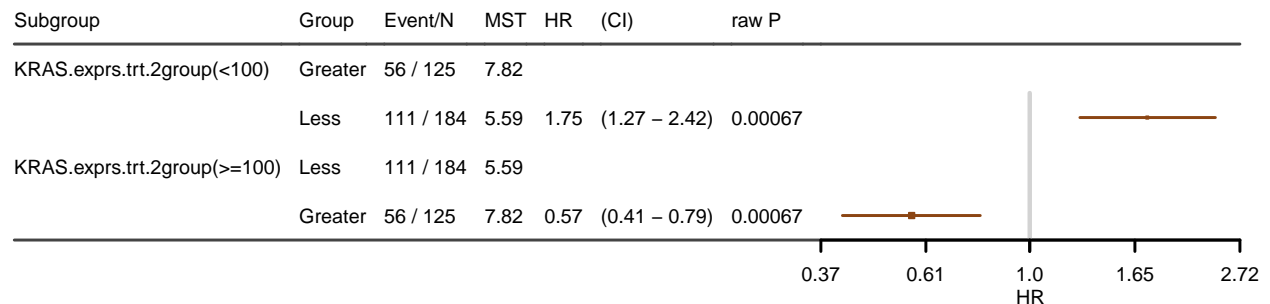 Subgroup Group Event/N MST HR (CI) raw P
KRAS.exprs.trt.2group(<100) Greater 56 / 125 7.82
Less 111 / 184 5.59 1.75 (1.27 − 2.42) 0.00067
KRAS.exprs.trt.2group(>=100) Less 111 / 184 5.59
Greater 56 / 125 7.82 0.57 (0.41 − 0.79) 0.00067
0.37 0.61 1.0 1.65 2.72
HR